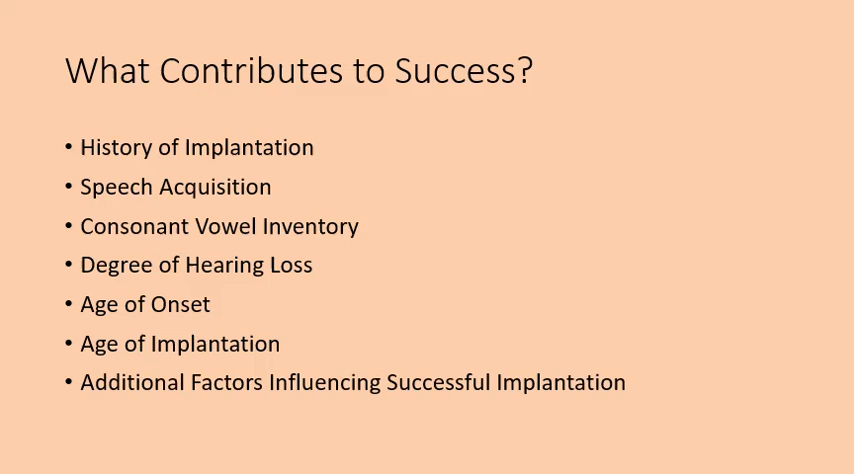 What Contributes to Success?
• History of Implantation
• Speech Acquisition
• Consonant Vowel Inventory
• Degree of Hearing Loss
• Age of Onset
• Age of Implantation
• Additional Factors Influencing Successful Implantation